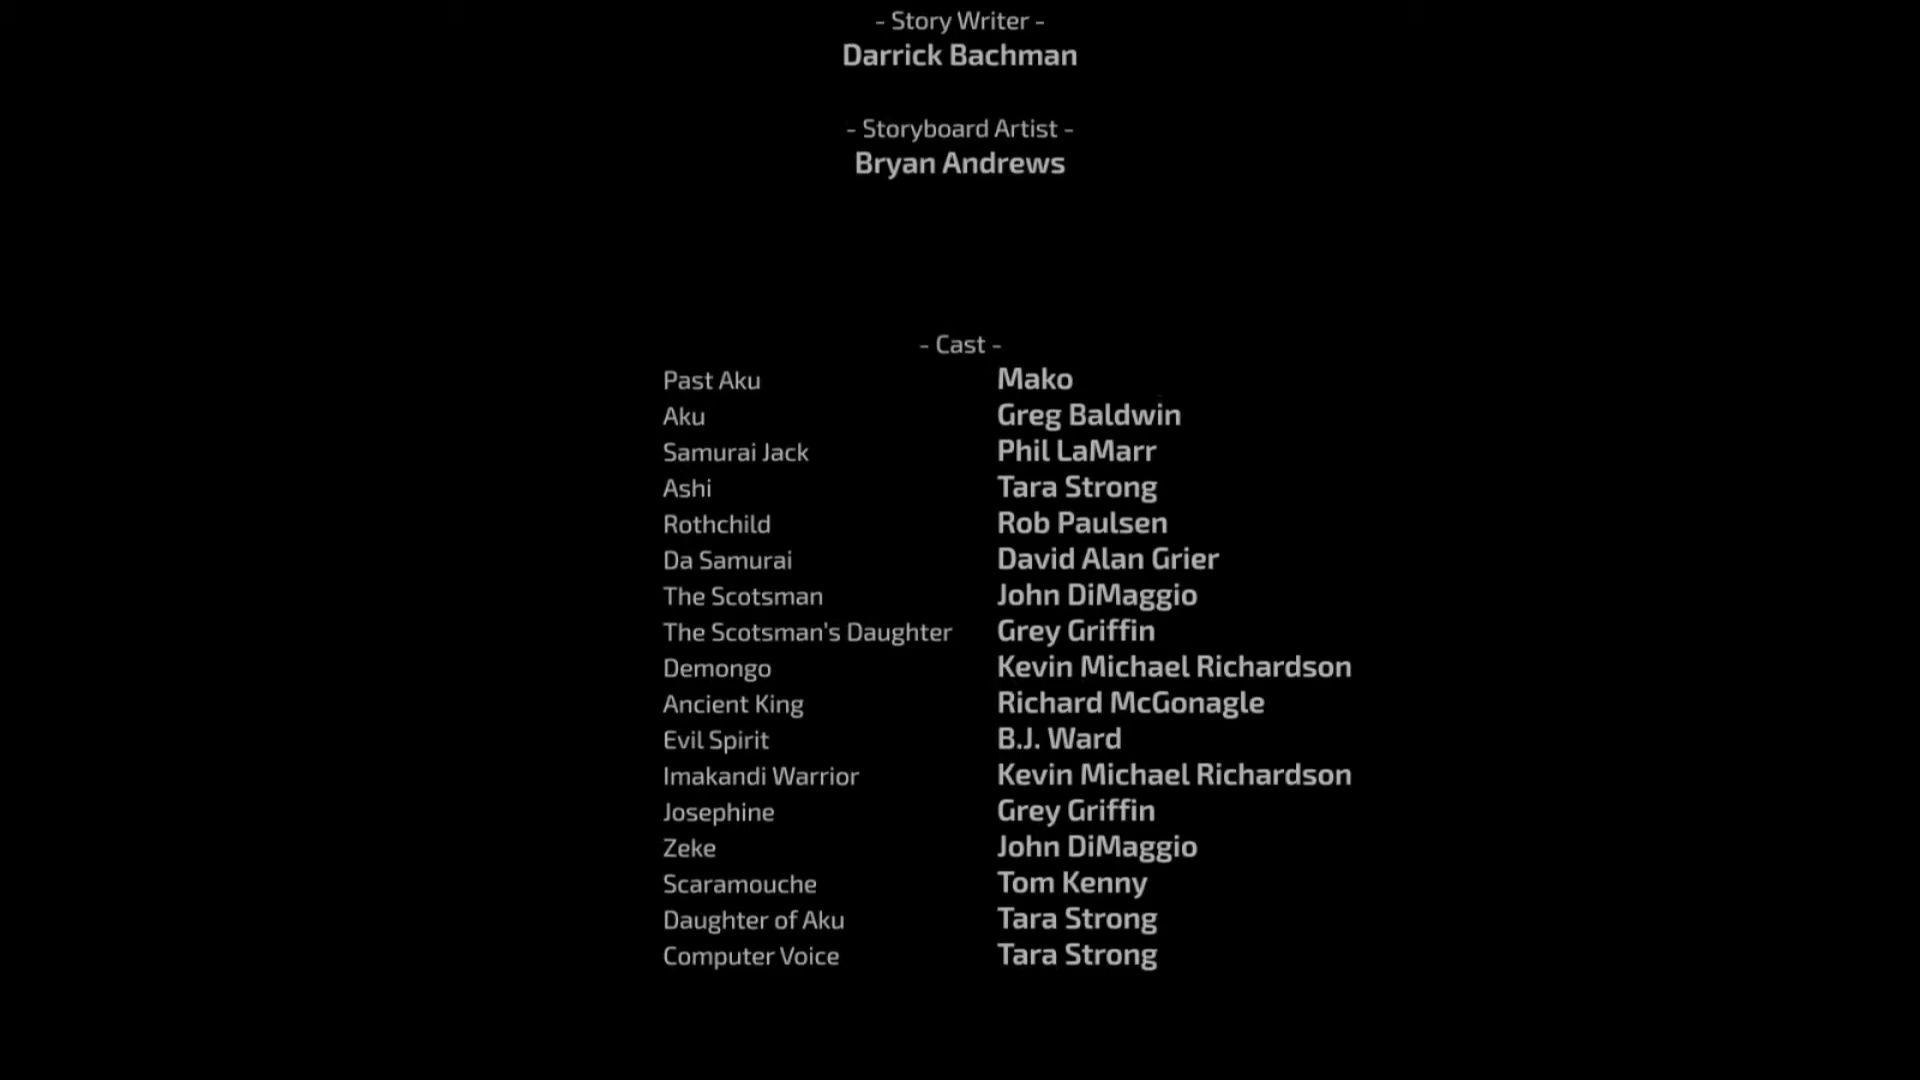 - Story Writer -
Darrick Bachman
- Storyboard Artist -
Bryan Andrews
- Cast -
Past Aku Mako
Aku Greg Baldwin
Samurai Jack Phil LaMarr
Ashi Tara Strong
Rothchild Rob Paulsen
Da Samurai David Alan Grier
The Scotsman John DiMaggio
The Scotsman's Daughter Grey Griffin
Demongo Kevin Michael Richardson
Ancient King Richard McGonagle
Evil Spirit B.J. Ward
Imakandi Warrior Kevin Michael Richardson
Josephine Grey Griffin
Zeke John DiMaggio
Scaramouche Tom Kenny
Daughter of Aku Tara Strong
Computer Voice Tara Strong